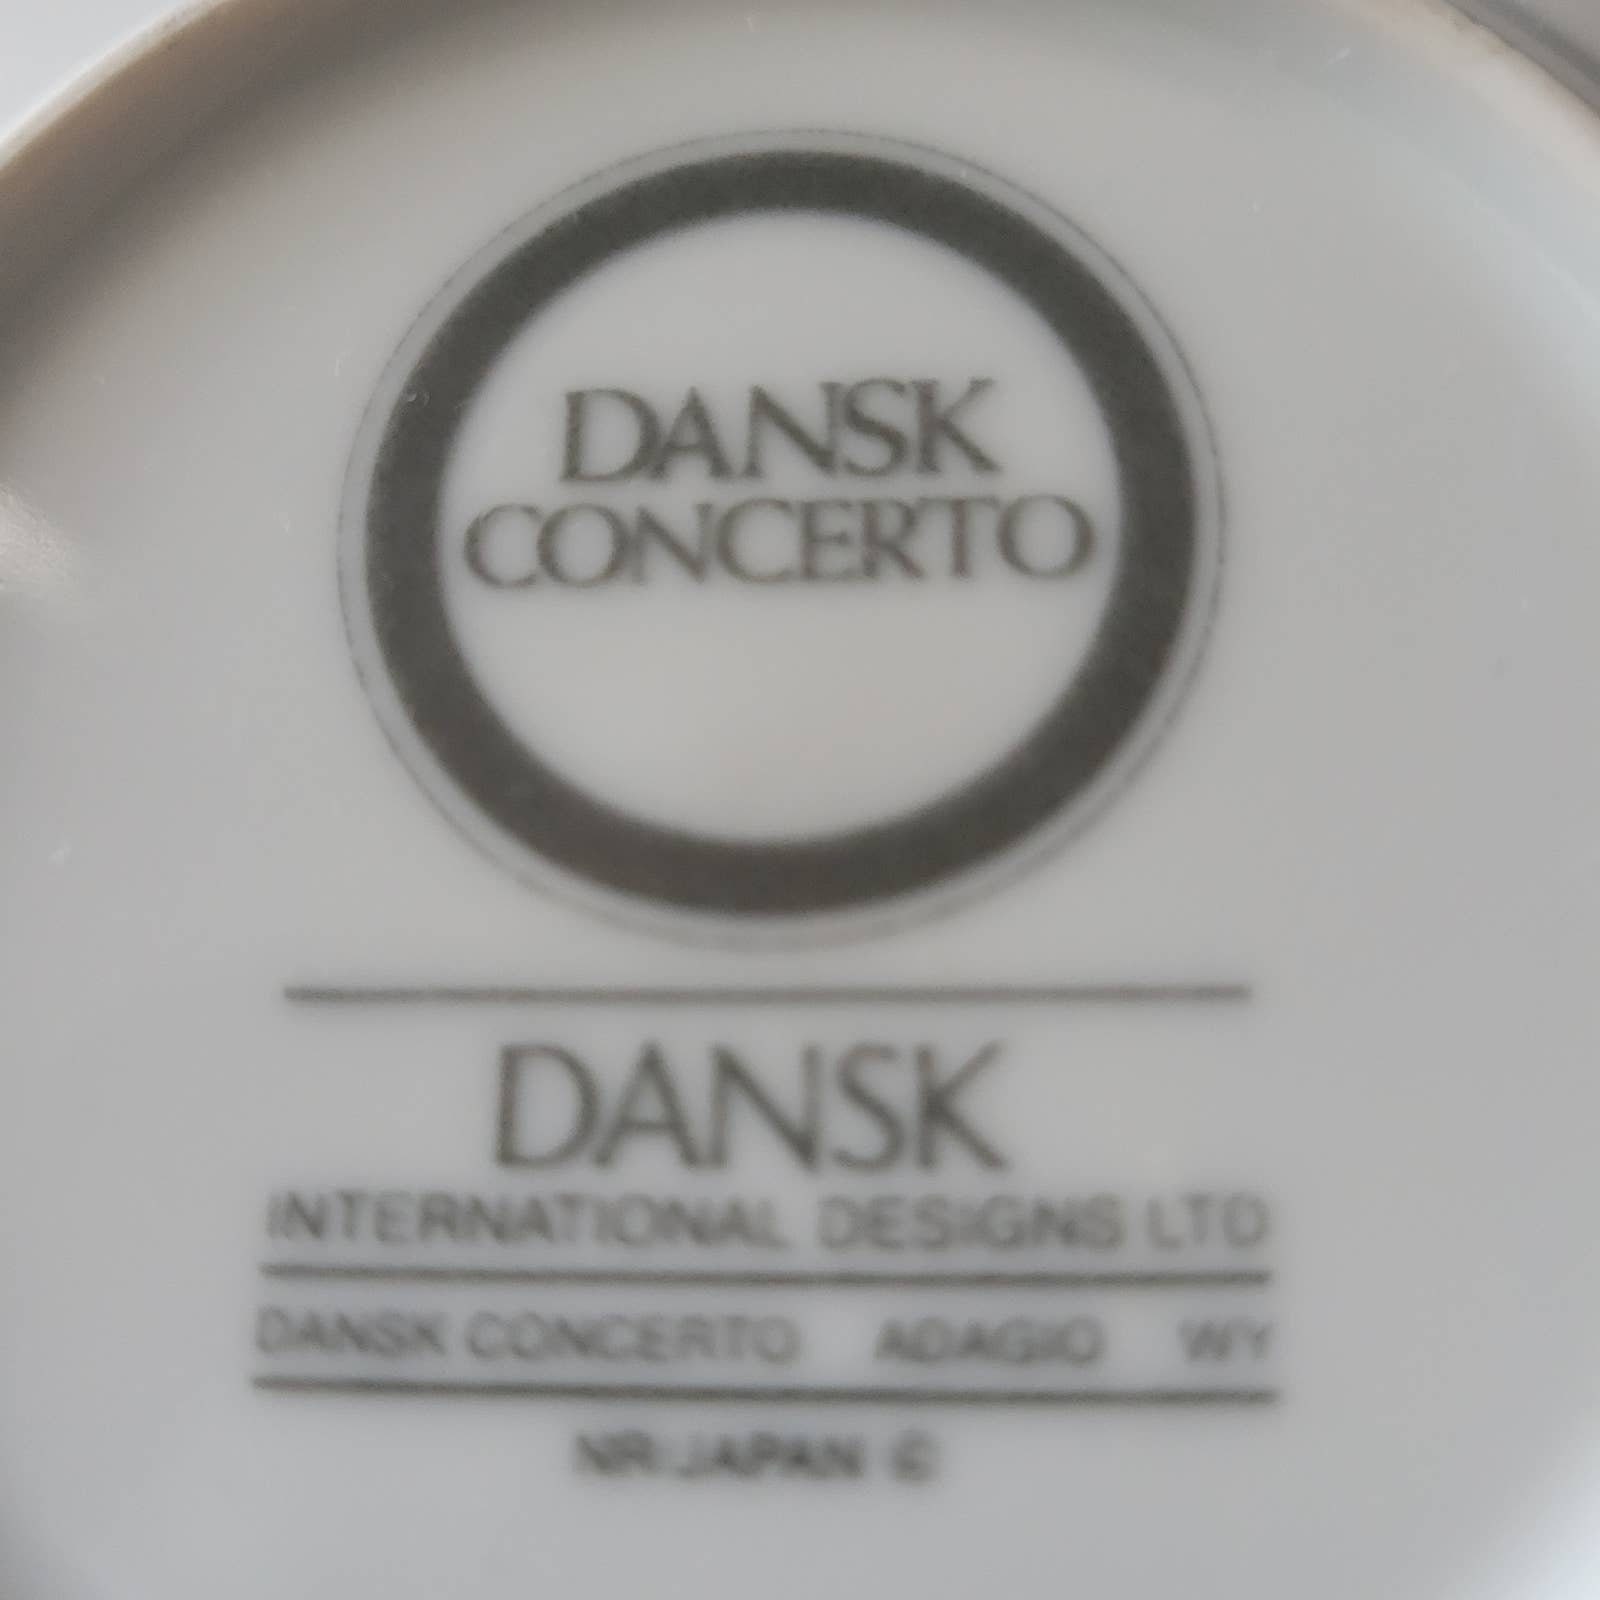 DANSK
CONCERTO
DANSK
INTERNATIONAL DESIGNS LTD
DANSK CONCERTO ADAGIO WY
NR JAPAN ©